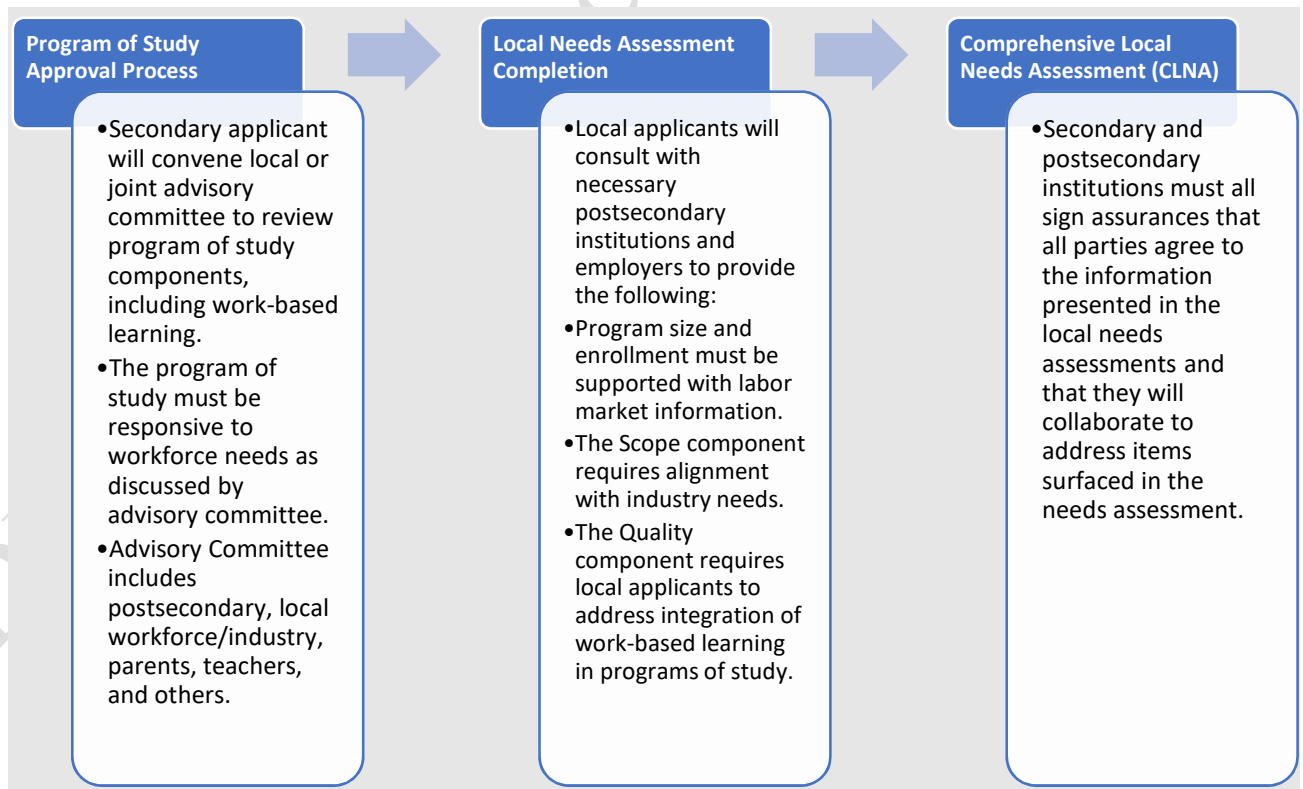 Program of Study
Approval Process
•Secondary applicant
will convene local or
joint advisory
committee to review
program of study
components,
including work-based
learning.
•The program of
study must be
responsive to
workforce needs as
discussed by
advisory committee.
•Advisory Committee
includes
postsecondary, local
workforce/industry,
parents, teachers,
and others.
Local Needs Assessment
Completion
•Local applicants will
consult with
necessary
postsecondary
institutions and
employers to provide
the following:
•Program size and
enrollment must be
supported with labor
market information.
•The Scope component
requires alignment
with industry needs.
•The Quality
component requires
local applicants to
address integration of
work-based learning
in programs of study.
Comprehensive Local
Needs Assessment (CLNA)
•Secondary and
postsecondary
institutions must all
sign assurances that
all parties agree to
the information
presented in the
local needs
assessments and
that they will
collaborate to
address items
surfaced in the
needs assessment.